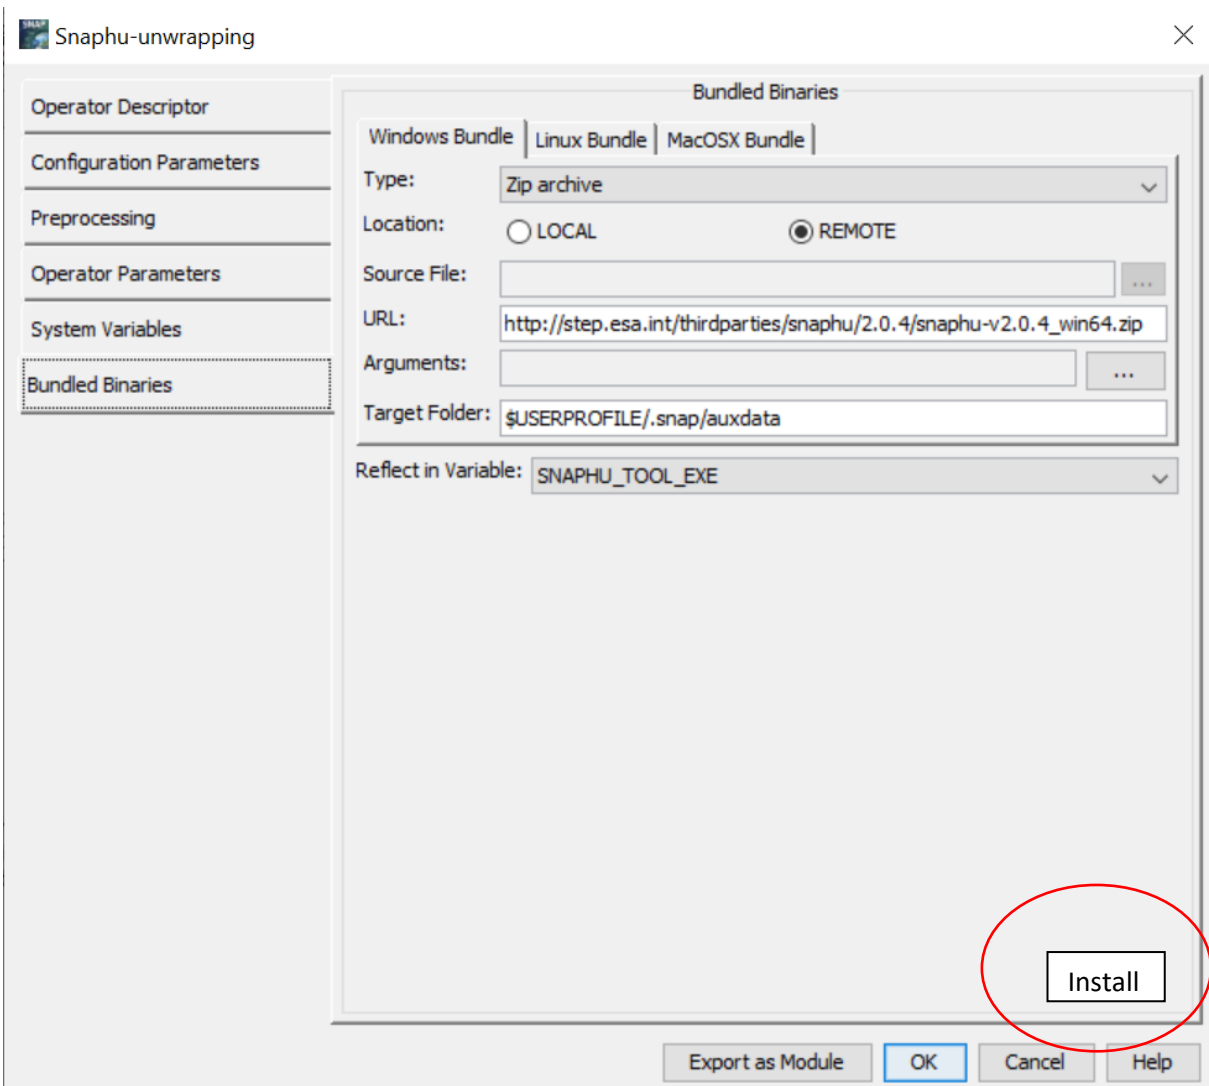 SNAP
Snaphu-unwrapping
Operator Descriptor
Configuration Parameters
Preprocessing
Operator Parameters
System Variables
Bundled Binaries
Bundled Binaries
Windows Bundle Linux Bundle MacOSX Bundle
Type: Zip archive
Location: LOCAL REMOTE
Source File: ...
URL: http://step.esa.int/thirdparties/snaphu/2.0.4/snaphu-v2.0.4_win64.zip
Arguments: ...
Target Folder: $USERPROFILE/.snap/auxdata
Reflect in Variable: SNAPHU_TOOL_EXE
Install
Export as Module OK Cancel Help